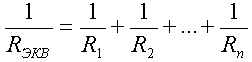 1/R_ЭКВ = 1/R_1 + 1/R_2 + ... + 1/R_n